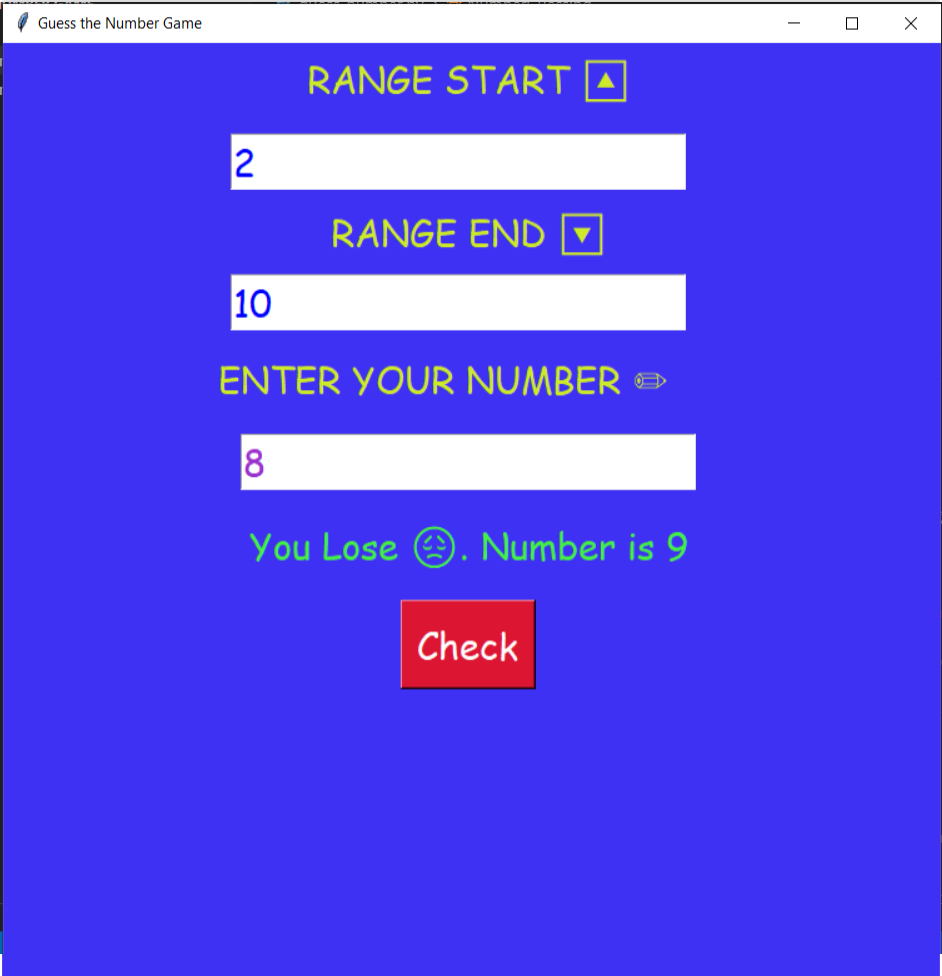 Guess the Number Game
RANGE START 🔼
2
RANGE END 🔽
10
ENTER YOUR NUMBER ✏
8
You Lose 😔. Number is 9
Check